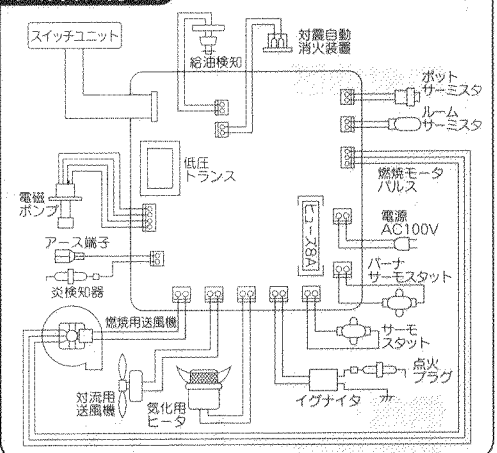 スイッチユニット
給油検知
対震自動
消火装置
ポット
サーミスタ
ルーム
サーミスタ
低圧
トランス
燃焼モータ
パルス
電磁
ポンプ
ヒューズ8A
電源
AC100V
アース端子
バーナ
サーモスタット
炎検知器
燃焼用送風機
サーモ
スタット
対流用
送風機
気化用
ヒータ
イグナイタ
点火
プラグ